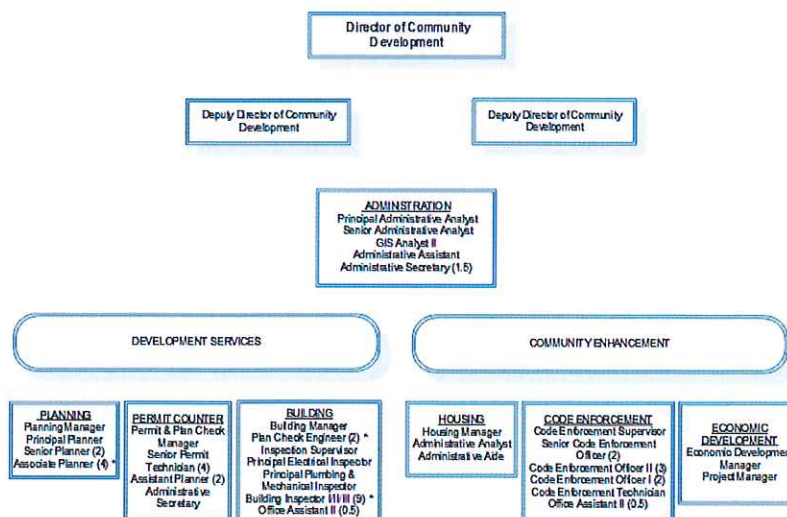 Director of Community
Development
Deputy Director of Community
Development
Deputy Director of Community
Development
ADMINISTRATION
Principal Administrative Analyst
Senior Administrative Analyst
GIS Analyst II
Administrative Assistant
Administrative Secretary (1.5)
DEVELOPMENT SERVICES
COMMUNITY ENHANCEMENT
PLANNING
Planning Manager
Principal Planner
Senior Planner (2)
Associate Planner (4) *
PERMIT COUNTER
Permit & Plan Check
Manager
Senior Permit
Technician (4)
Assistant Planner (2)
Administrative
Secretary
BUILDING
Building Manager
Plan Check Engineer (2) *
Inspection Supervisor
Principal Electrical Inspector
Principal Plumbing &
Mechanical Inspector
Building Inspector I/II/III (9) *
Office Assistant II (0.5)
HOUSING
Housing Manager
Administrative Analyst
Administrative Aide
CODE ENFORCEMENT
Code Enforcement Supervisor
Senior Code Enforcement
Officer (2)
Code Enforcement Officer II (3)
Code Enforcement Officer I (2)
Code Enforcement Technician
Office Assistant II (0.5)
ECONOMIC
DEVELOPMENT
Economic Development
Manager
Project Manager